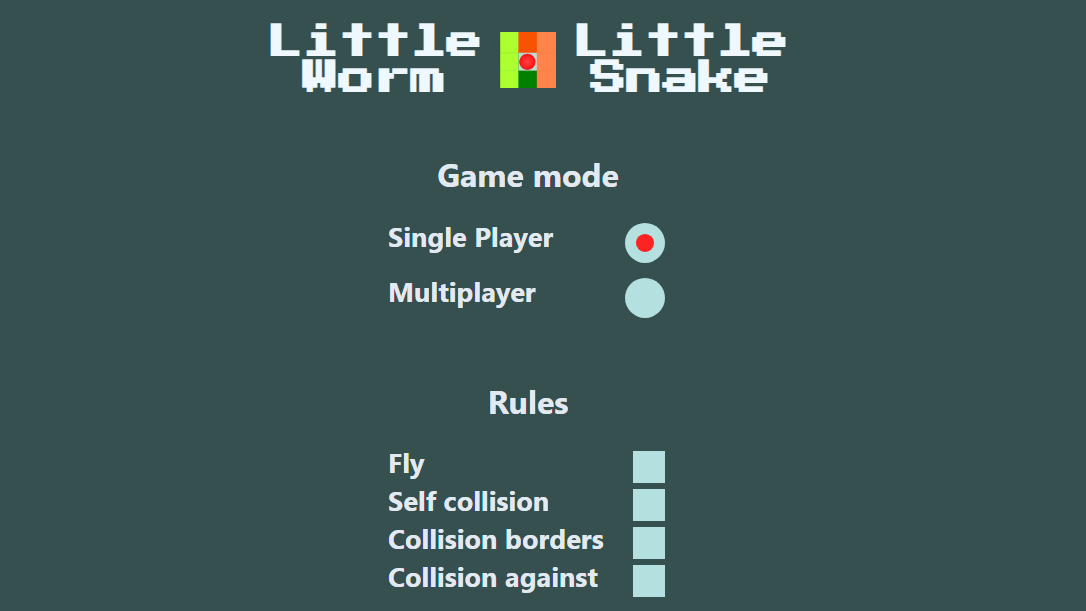 Little
Worm
Little
Snake
Game mode
Single Player
Multiplayer
Rules
Fly
Self collision
Collision borders
Collision against